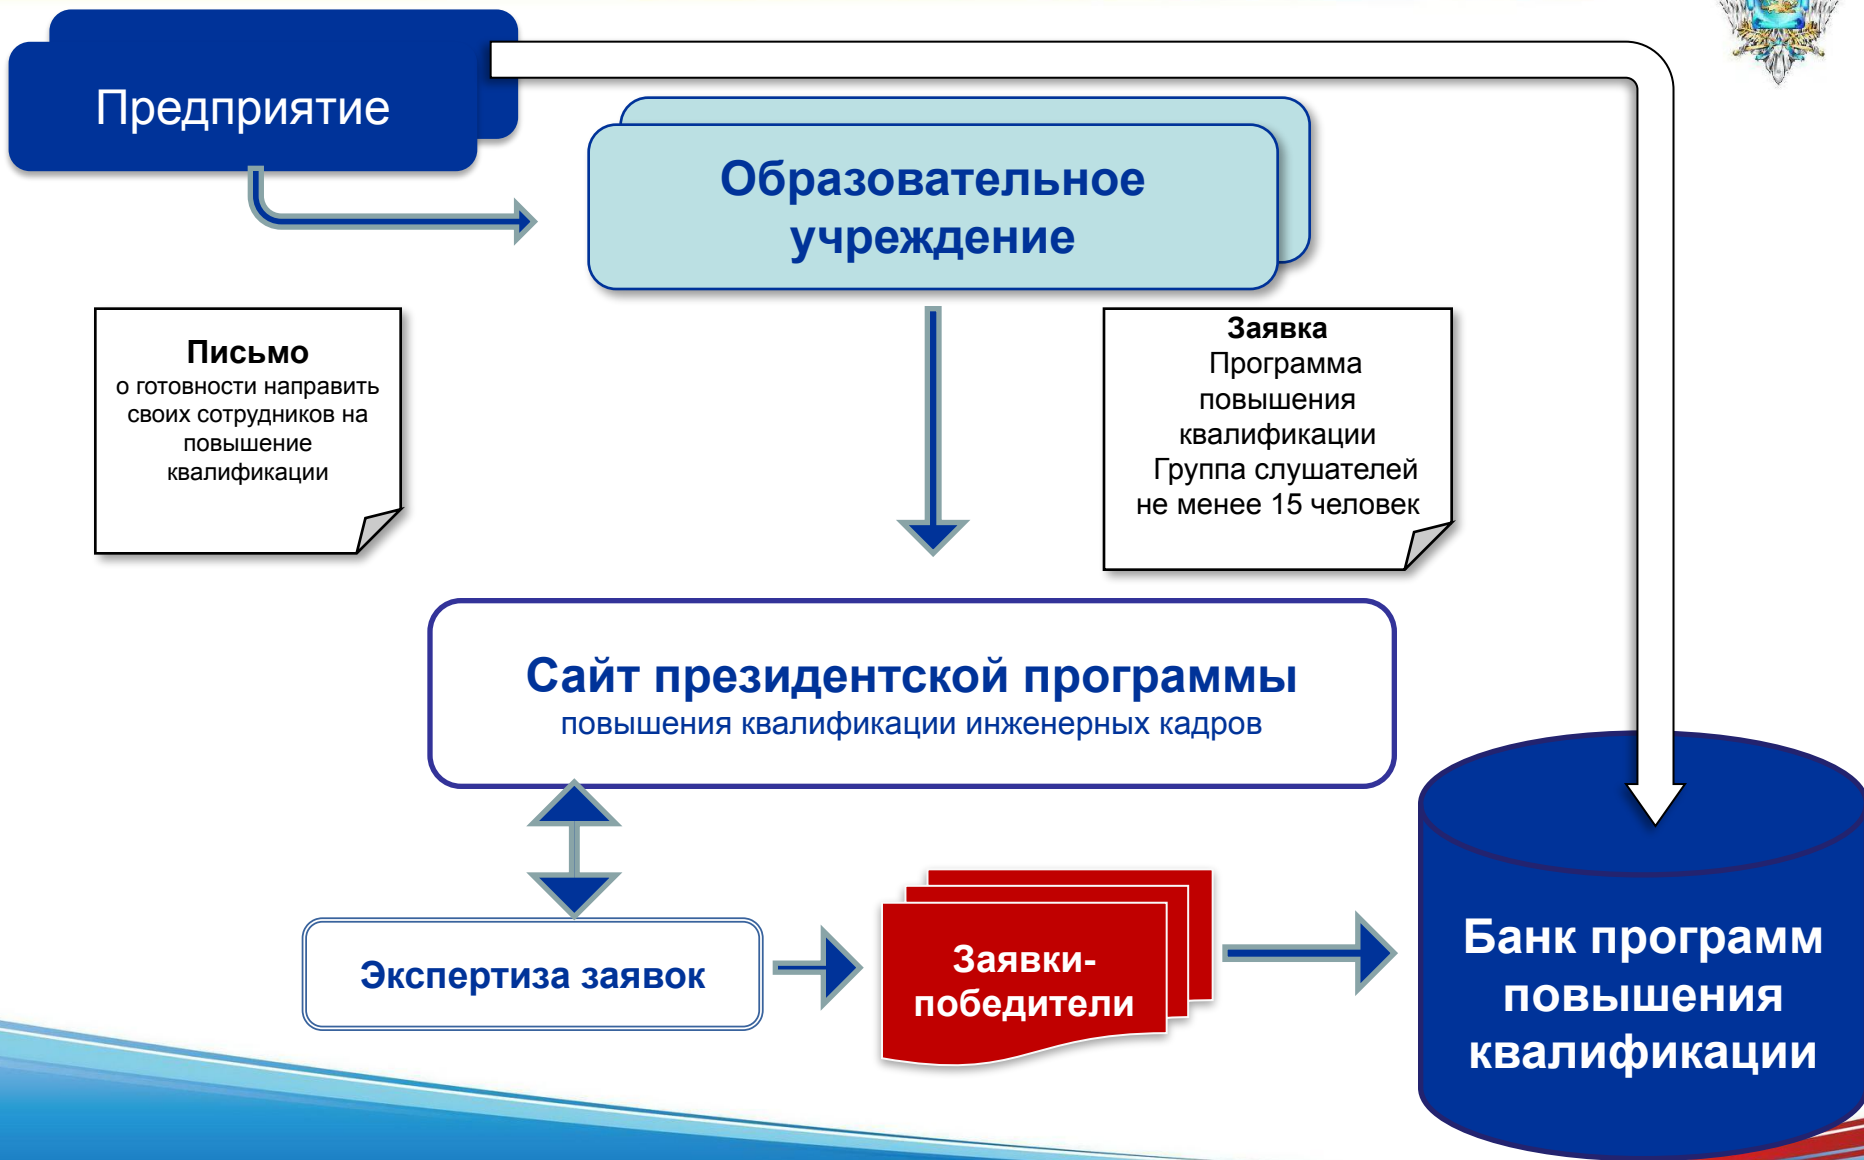 Предприятие
Образовательное
учреждение
Письмо
о готовности направить
своих сотрудников на
повышение
квалификации
Заявка
Программа
повышения
квалификации
Группа слушателей
не менее 15 человек
Сайт президентской программы
повышения квалификации инженерных кадров
Экспертиза заявок
Заявки-
победители
Банк программ
повышения
квалификации